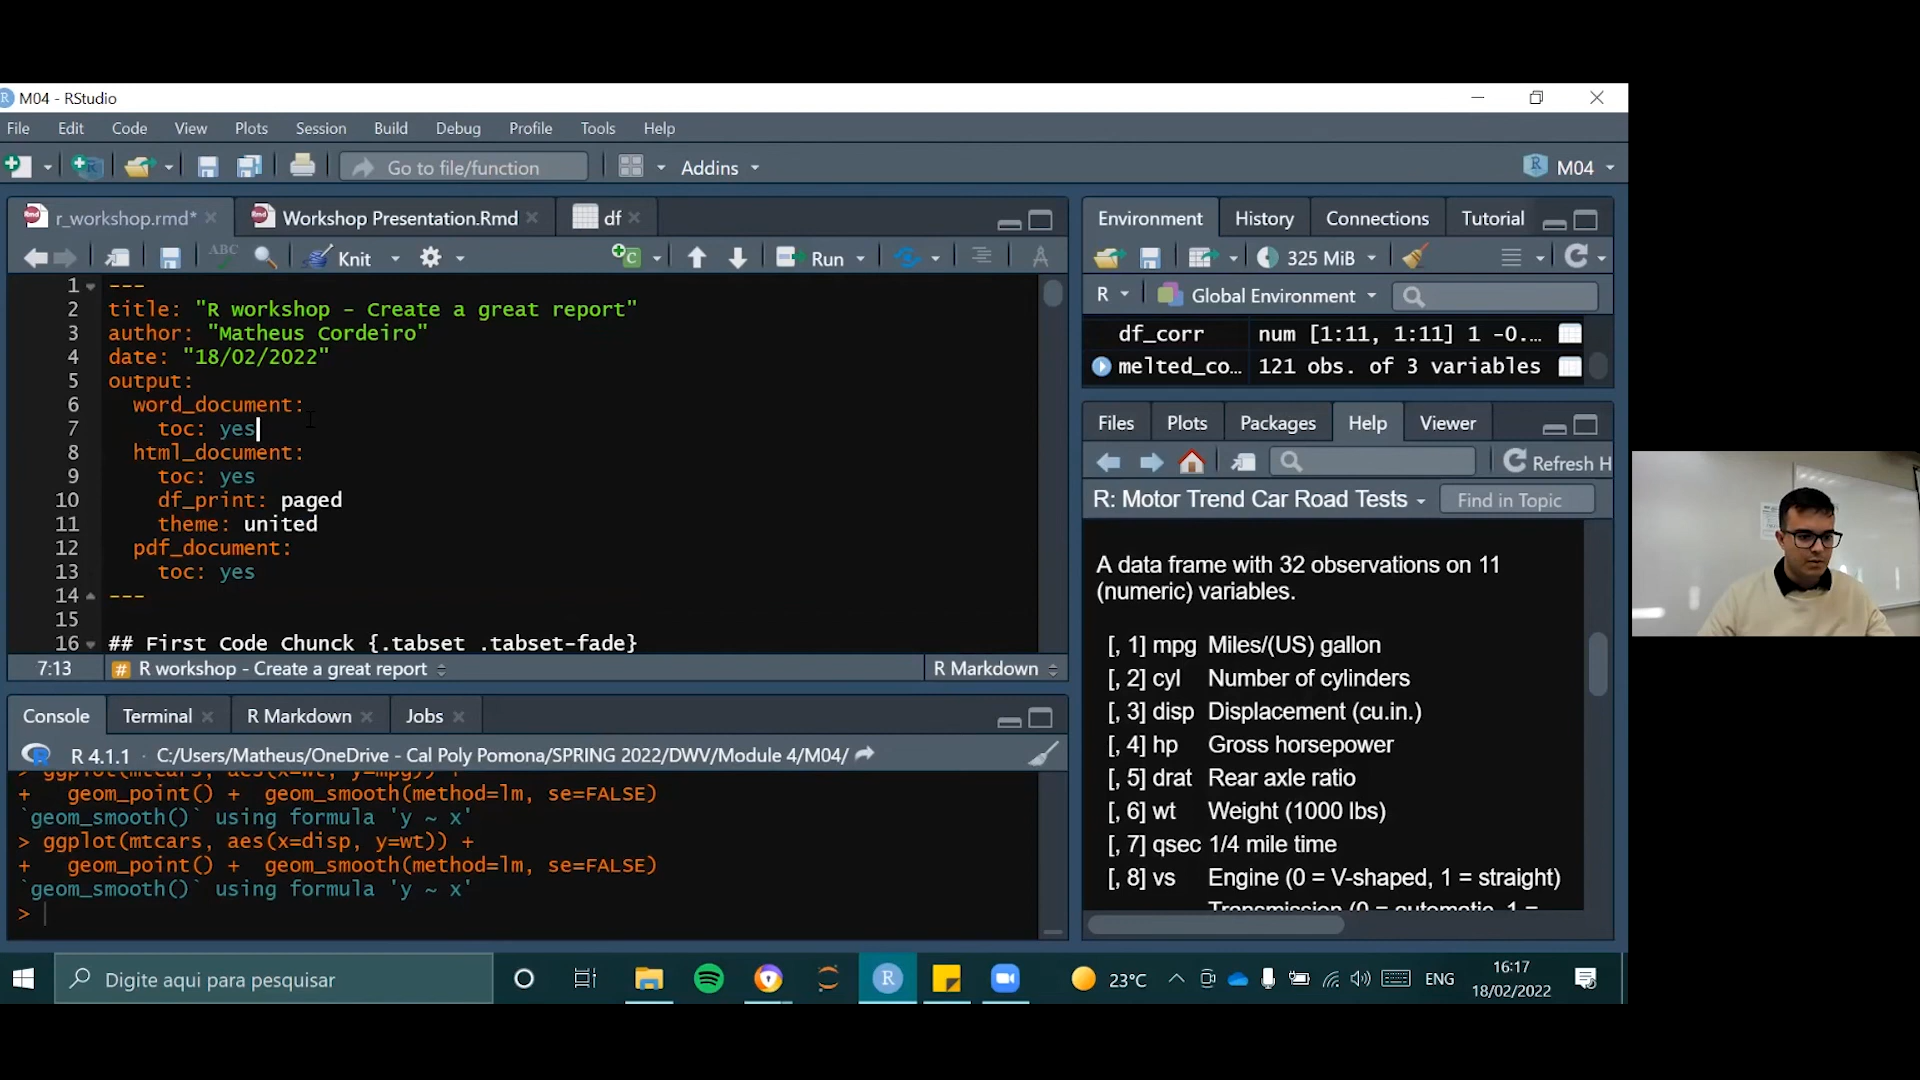 M04 - RStudio
File Edit Code View Plots Session Build Debug Profile Tools Help
Go to file/function Addins M04
r_workshop.rmd* Workshop Presentation.Rmd df
ABC Knit Run
1 ---
2 title: "R workshop - Create a great report"
3 author: "Matheus Cordeiro"
4 date: "18/02/2022"
5 output:
6 word_document:
7 toc: yes
8 html_document:
9 toc: yes
10 df_print: paged
11 theme: united
12 pdf_document:
13 toc: yes
14 ---
15
16 ## First Code Chunck {.tabset .tabset-fade}
7:13 # R workshop - Create a great report R Markdown
Console Terminal R Markdown Jobs
R 4.1.1 · C:/Users/Matheus/OneDrive - Cal Poly Pomona/SPRING 2022/DWV/Module 4/M04/
> ggplot(mtcars, aes(x=wt, y=mpg)) +
+ geom_point() + geom_smooth(method=lm, se=FALSE)
`geom_smooth()` using formula 'y ~ x'
> ggplot(mtcars, aes(x=disp, y=wt)) +
+ geom_point() + geom_smooth(method=lm, se=FALSE)
`geom_smooth()` using formula 'y ~ x'
>
Environment History Connections Tutorial
325 MiB
R Global Environment
df_corr num [1:11, 1:11] 1 -0...
melted_co... 121 obs. of 3 variables
Files Plots Packages Help Viewer
Refresh H
R: Motor Trend Car Road Tests Find in Topic
A data frame with 32 observations on 11
(numeric) variables.
[, 1] mpg Miles/(US) gallon
[, 2] cyl Number of cylinders
[, 3] disp Displacement (cu.in.)
[, 4] hp Gross horsepower
[, 5] drat Rear axle ratio
[, 6] wt Weight (1000 lbs)
[, 7] qsec 1/4 mile time
[, 8] vs Engine (0 = V-shaped, 1 = straight)
Transmission (0 = automatic, 1 =
Digite aqui para pesquisar 23°C ENG 16:17
18/02/2022